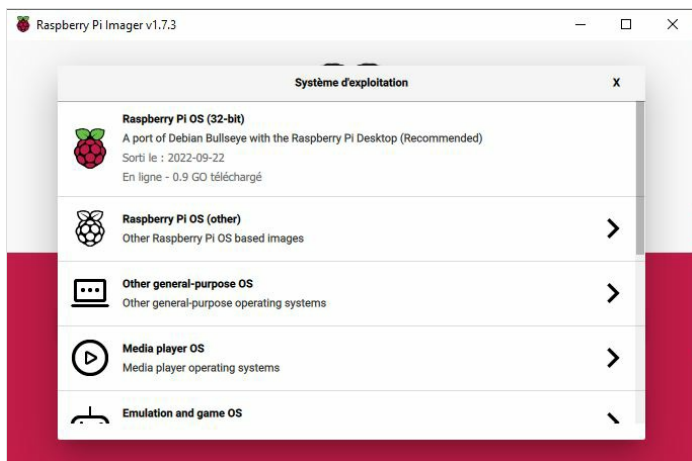 Raspberry Pi Imager v1.7.3
Système d'exploitation
X
Raspberry Pi OS (32-bit)
A port of Debian Bullseye with the Raspberry Pi Desktop (Recommended)
Sorti le : 2022-09-22
En ligne - 0.9 GO téléchargé
Raspberry Pi OS (other)
Other Raspberry Pi OS based images
Other general-purpose OS
Other general-purpose operating systems
Media player OS
Media player operating systems
Emulation and game OS